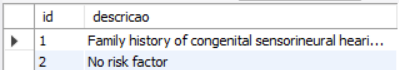 id descricao
1 Family history of congenital sensorineural heari...
2 No risk factor